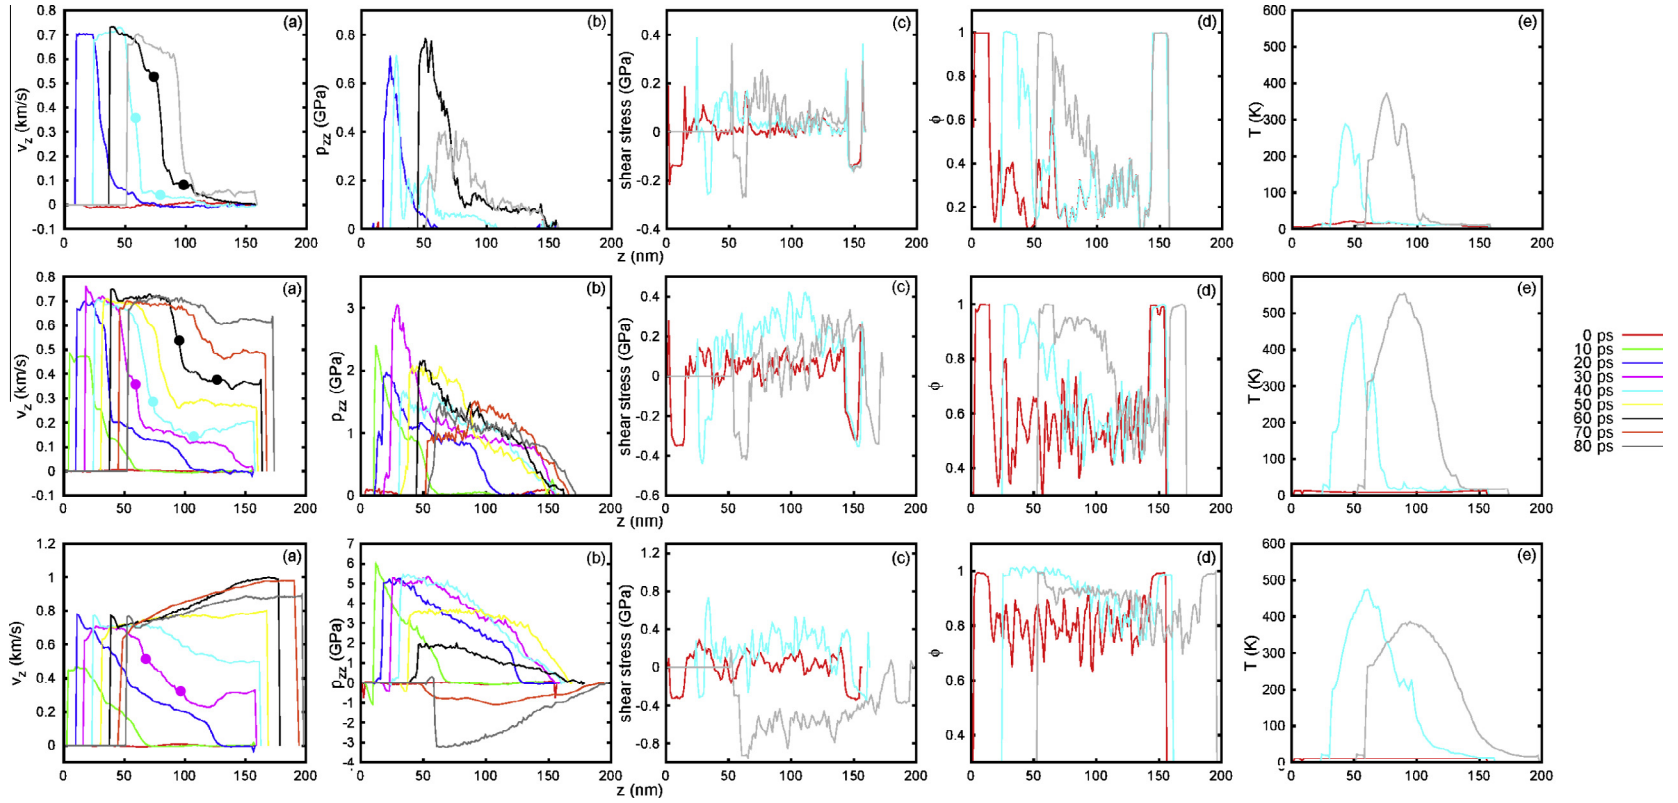 (a) (b) (c) (d) (e)
v_z (km/s)
0.8 0.7 0.6 0.5 0.4 0.3 0.2 0.1 0 -0.1
0 50 100 150 200
p_zz (GPa)
0.8 0.6 0.4 0.2 0
0 50 100 150 200
shear stress (GPa)
0.4 0.2 0 -0.2 -0.4
0 50 100 150 200
ϕ
1 0.8 0.6 0.4 0.2
0 50 100 150 200
T (K)
600 500 400 300 200 100 0
0 50 100 150 200
z (nm)
(a) (b) (c) (d) (e)
v_z (km/s)
0.8 0.7 0.6 0.5 0.4 0.3 0.2 0.1 0 -0.1
0 50 100 150 200
p_zz (GPa)
3 2 1 0
0 50 100 150 200
shear stress (GPa)
0.4 0.2 0 -0.2 -0.4 -0.6
0 50 100 150 200
ϕ
1 0.8 0.6 0.4
0 50 100 150 200
T (K)
600 500 400 300 200 100 0
0 50 100 150 200
z (nm)
0 ps
10 ps
20 ps
30 ps
40 ps
50 ps
60 ps
70 ps
80 ps
(a) (b) (c) (d) (e)
v_z (km/s)
1.2 1 0.8 0.6 0.4 0.2 0
0 50 100 150 200
p_zz (GPa)
7 6 5 4 3 2 1 0 -1 -2 -3 -4
0 50 100 150 200
shear stress (GPa)
1.2 0.8 0.4 0 -0.4 -0.8
0 50 100 150 200
ϕ
1 0.8 0.6 0.4
0 50 100 150 200
T (K)
600 500 400 300 200 100 0
0 50 100 150 200
z (nm)